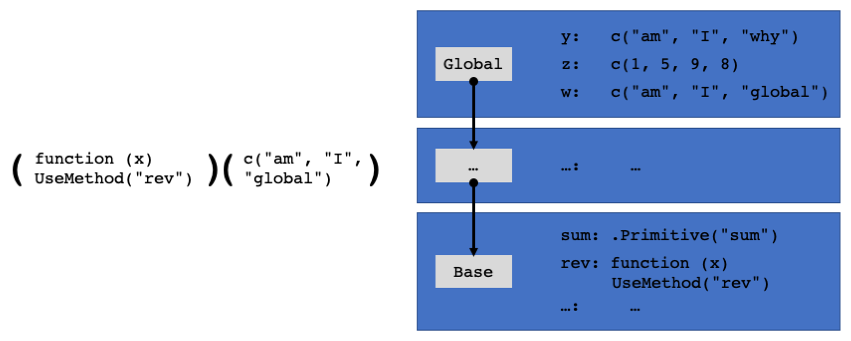 ( function (x) )( c("am", "I", )
UseMethod("rev") "global")
Global
y: c("am", "I", "why")
z: c(1, 5, 9, 8)
w: c("am", "I", "global")
…
…: …
Base
sum: .Primitive("sum")
rev: function (x)
UseMethod("rev")
…: …